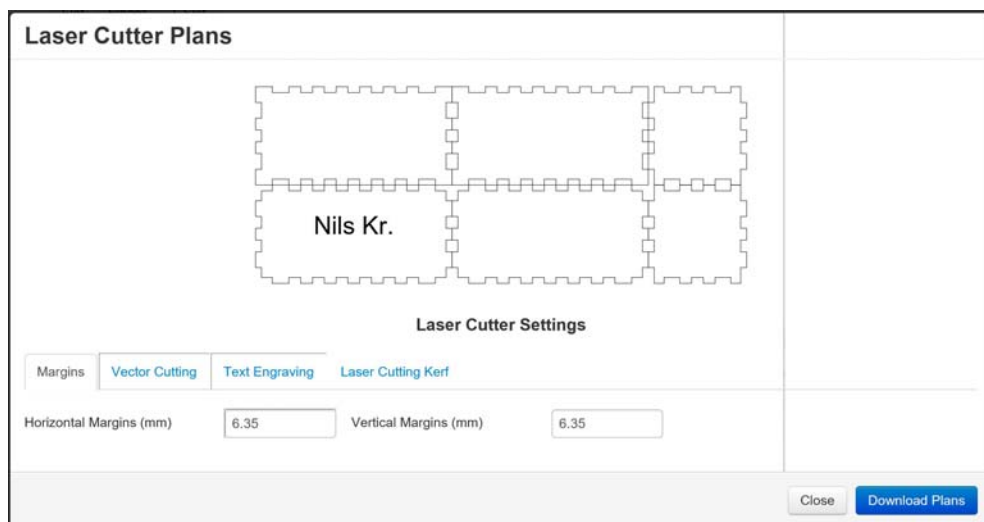 Laser Cutter Plans
Nils Kr.
Laser Cutter Settings
Margins Vector Cutting Text Engraving Laser Cutting Kerf
Horizontal Margins (mm) 6.35 Vertical Margins (mm) 6.35
Close Download Plans